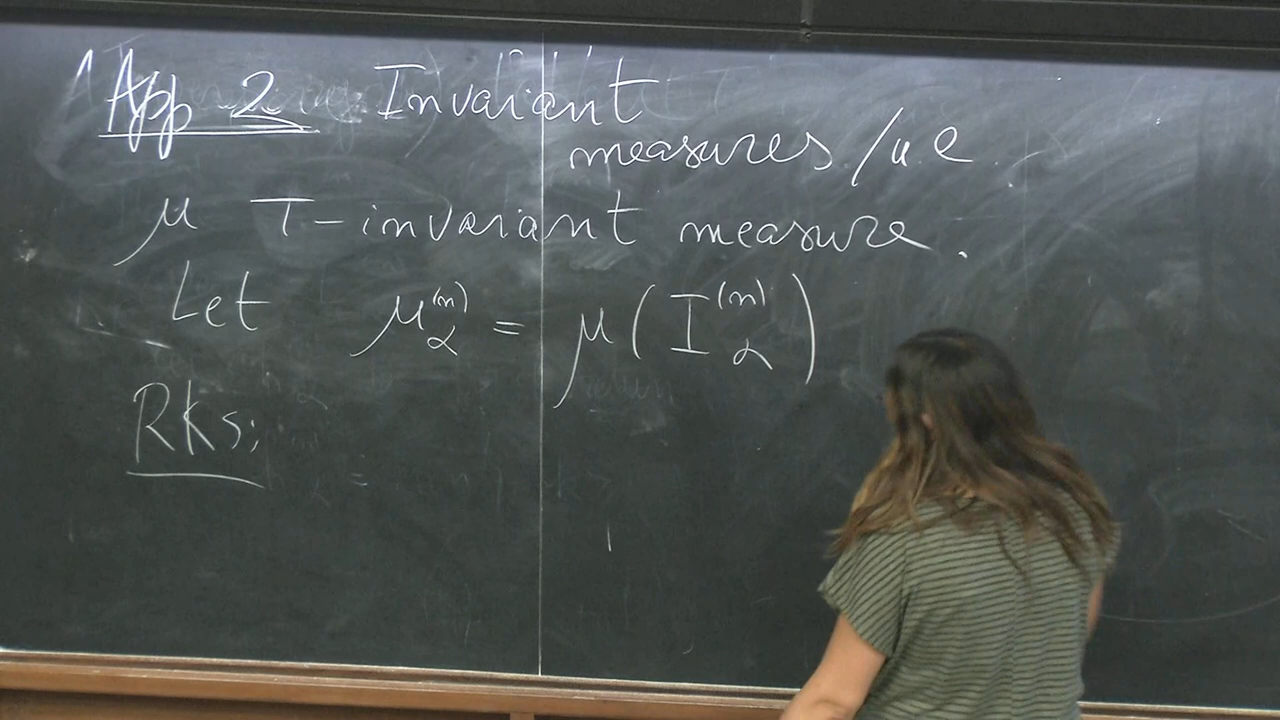 App 2 Invariant
measures / u e.
μ T-invariant measure.
Let μ_α^(n) = μ(I_α^(n))
RKs: